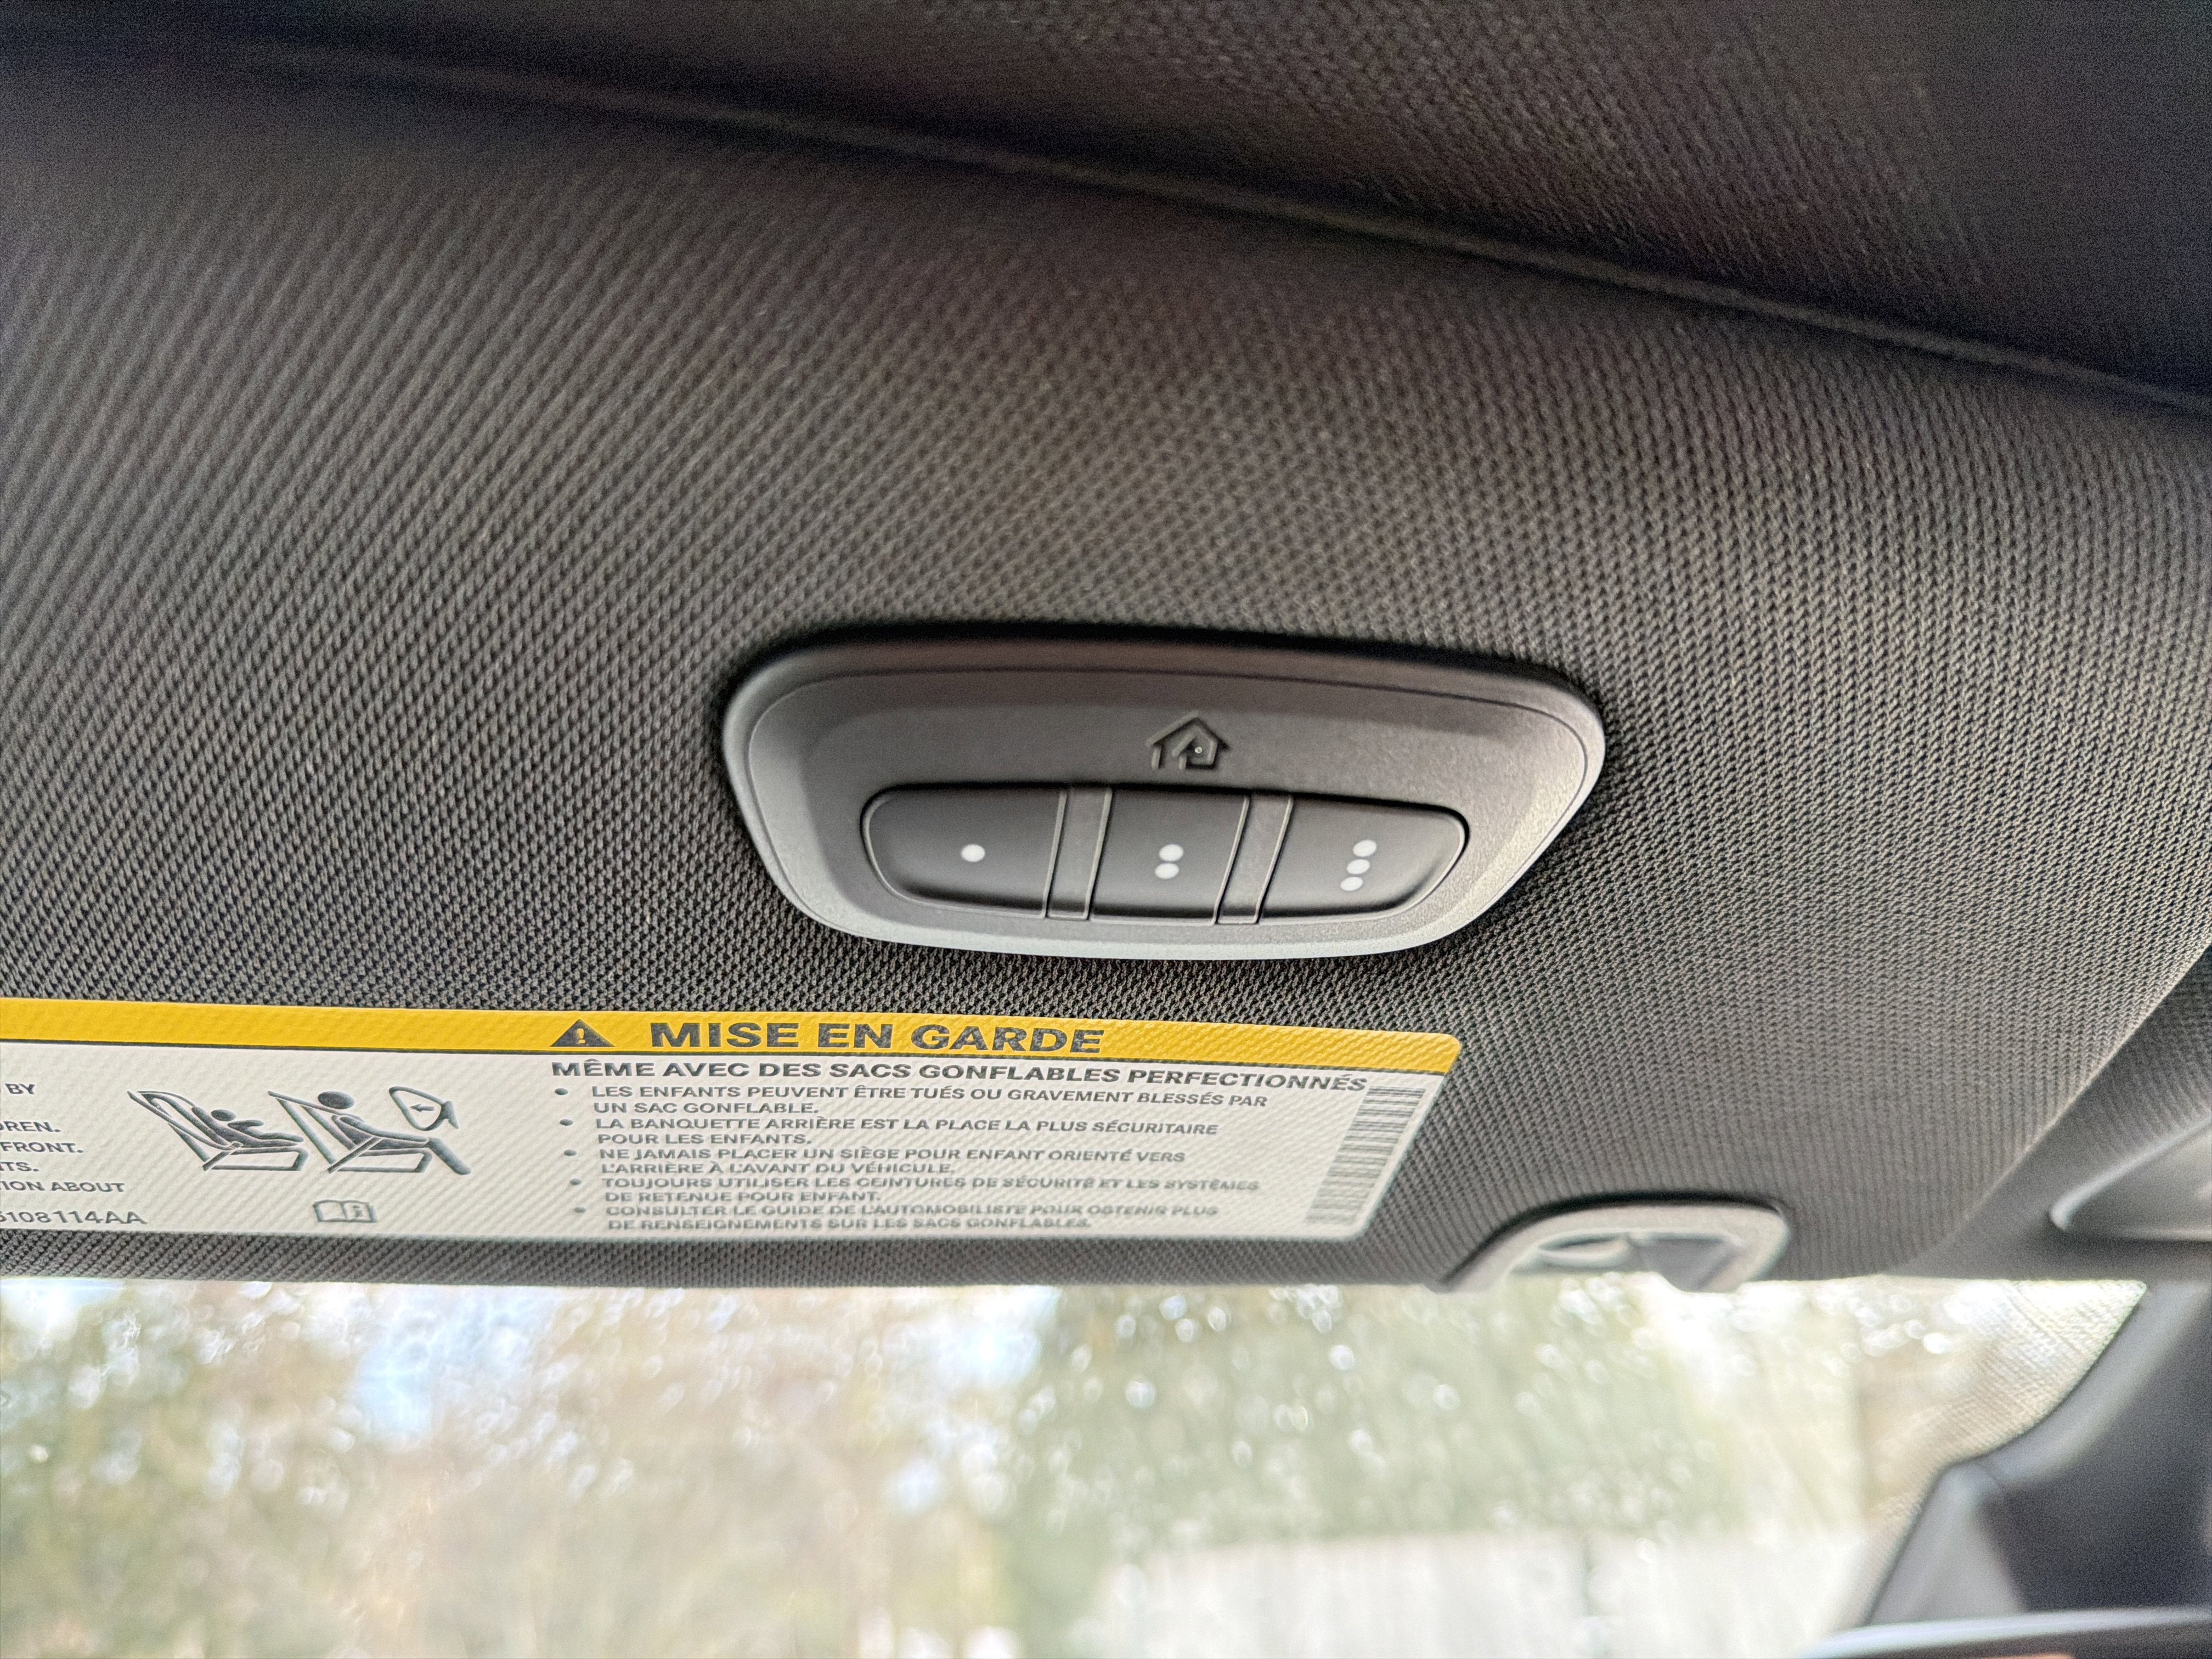 BY
DREN.
FRONT.
TS.
ION ABOUT
5108114AA
MISE EN GARDE
MÊME AVEC DES SACS GONFLABLES PERFECTIONNÉS
• LES ENFANTS PEUVENT ÊTRE TUÉS OU GRAVEMENT BLESSÉS PAR
UN SAC GONFLABLE.
• LA BANQUETTE ARRIÈRE EST LA PLACE LA PLUS SÉCURITAIRE
POUR LES ENFANTS.
• NE JAMAIS PLACER UN SIÈGE POUR ENFANT ORIENTÉ VERS
L'ARRIÈRE À L'AVANT DU VÉHICULE.
• TOUJOURS UTILISER LES CEINTURES DE SÉCURITÉ ET LES SYSTÈMES
DE RETENUE POUR ENFANT.
• CONSULTER LE GUIDE DE L'AUTOMOBILISTE POUR OBTENIR PLUS
DE RENSEIGNEMENTS SUR LES SACS GONFLABLES.